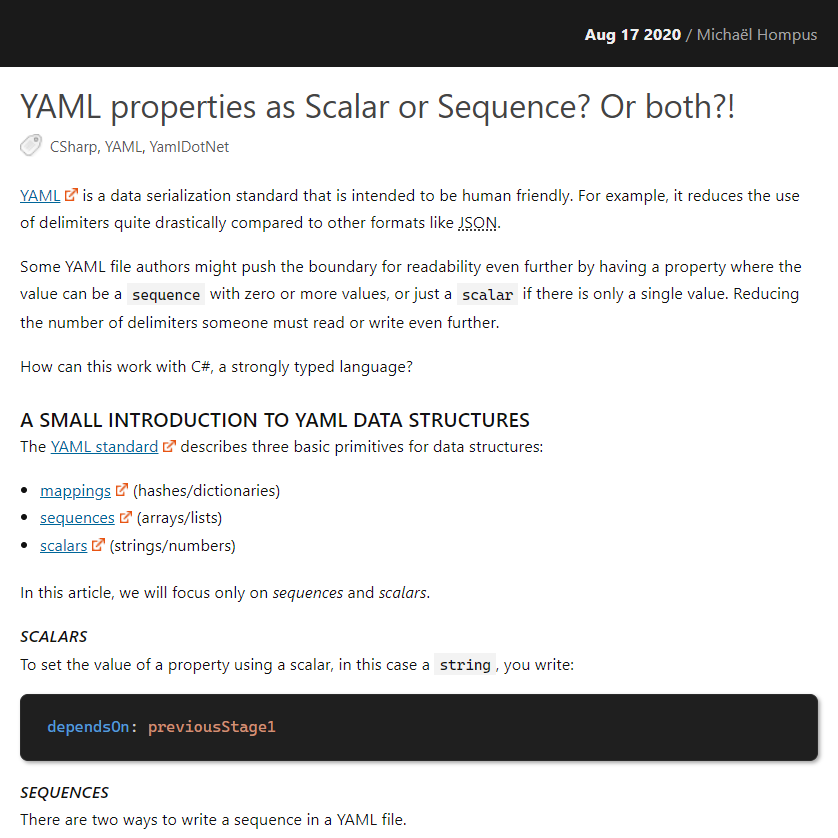 Aug 17 2020 / Michaël Hompus
YAML properties as Scalar or Sequence? Or both?!
CSharp, YAML, YamlDotNet
YAML is a data serialization standard that is intended to be human friendly. For example, it reduces the use
of delimiters quite drastically compared to other formats like JSON.
Some YAML file authors might push the boundary for readability even further by having a property where the
value can be a sequence with zero or more values, or just a scalar if there is only a single value. Reducing
the number of delimiters someone must read or write even further.
How can this work with C#, a strongly typed language?
A SMALL INTRODUCTION TO YAML DATA STRUCTURES
The YAML standard describes three basic primitives for data structures:
• mappings (hashes/dictionaries)
• sequences (arrays/lists)
• scalars (strings/numbers)
In this article, we will focus only on sequences and scalars.
SCALARS
To set the value of a property using a scalar, in this case a string, you write:
dependsOn: previousStage1
SEQUENCES
There are two ways to write a sequence in a YAML file.